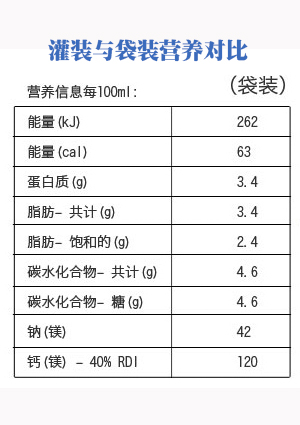 灌装与袋装营养对比
(袋装)
营养信息每100ml:
能量(kJ) 262
能量(cal) 63
蛋白质(g) 3.4
脂肪- 共计(g) 3.4
脂肪- 饱和的(g) 2.4
碳水化合物- 共计(g) 4.6
碳水化合物- 糖(g) 4.6
钠(镁) 42
钙(镁) - 40% RDI 120